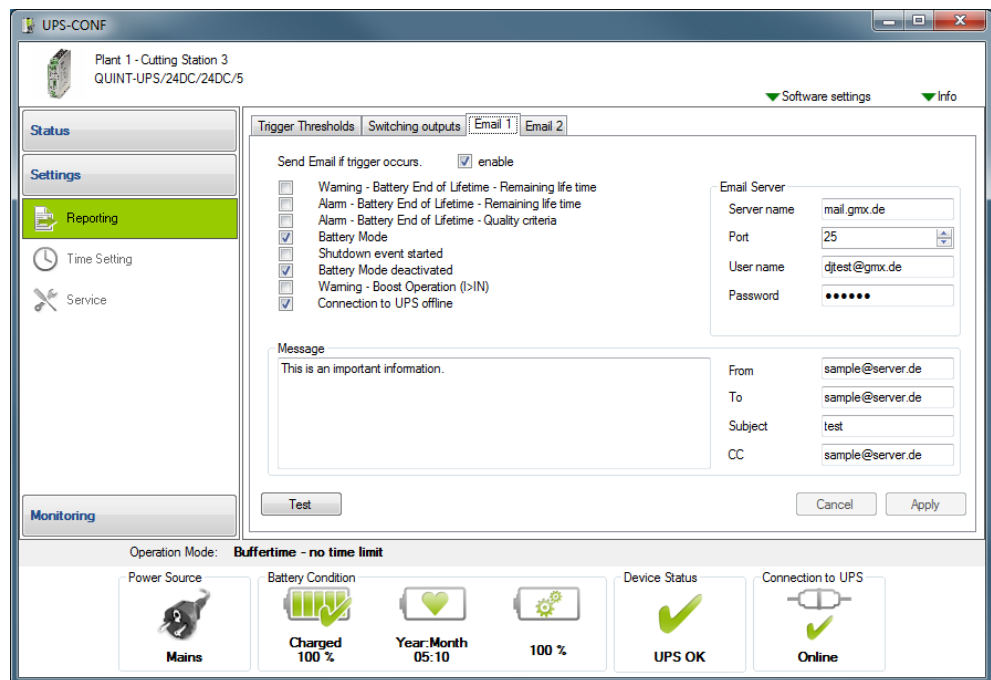 UPS-CONF
Plant 1 - Cutting Station 3
QUINT-UPS/24DC/24DC/5
Software settings
Info
Status
Settings
Reporting
Time Setting
Service
Monitoring
Trigger Thresholds
Switching outputs
Email 1
Email 2
Send Email if trigger occurs.
enable
Warning - Battery End of Lifetime - Remaining life time
Alarm - Battery End of Lifetime - Remaining life time
Alarm - Battery End of Lifetime - Quality criteria
Battery Mode
Shutdown event started
Battery Mode deactivated
Warning - Boost Operation (I>IN)
Connection to UPS offline
Email Server
Server name
mail.gmx.de
Port
25
User name
djtest@gmx.de
Password
●●●●●●
Message
This is an important information.
From
sample@server.de
To
sample@server.de
Subject
test
CC
sample@server.de
Test
Cancel
Apply
Operation Mode:
Buffertime - no time limit
Power Source
Mains
Battery Condition
Charged
100 %
Year:Month
05:10
100 %
Device Status
UPS OK
Connection to UPS
Online